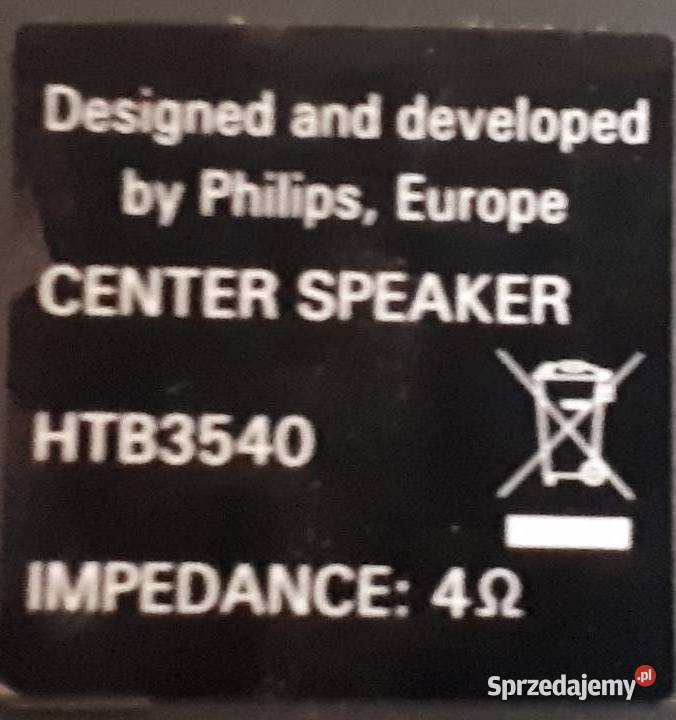 Designed and developed
by Philips, Europe
CENTER SPEAKER
HTB3540
IMPEDANCE: 4Ω
Sprzedajemy.pl